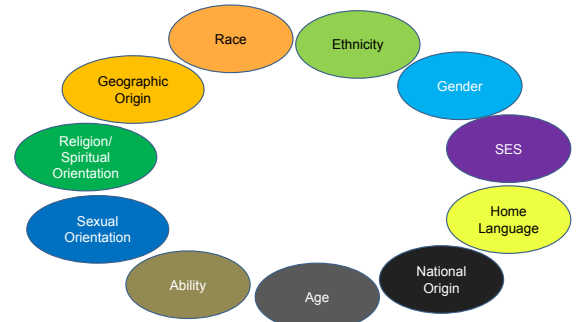 Race
Ethnicity
Geographic
Origin
Gender
Religion/
Spiritual
Orientation
SES
Sexual
Orientation
Home
Language
Ability
Age
National
Origin